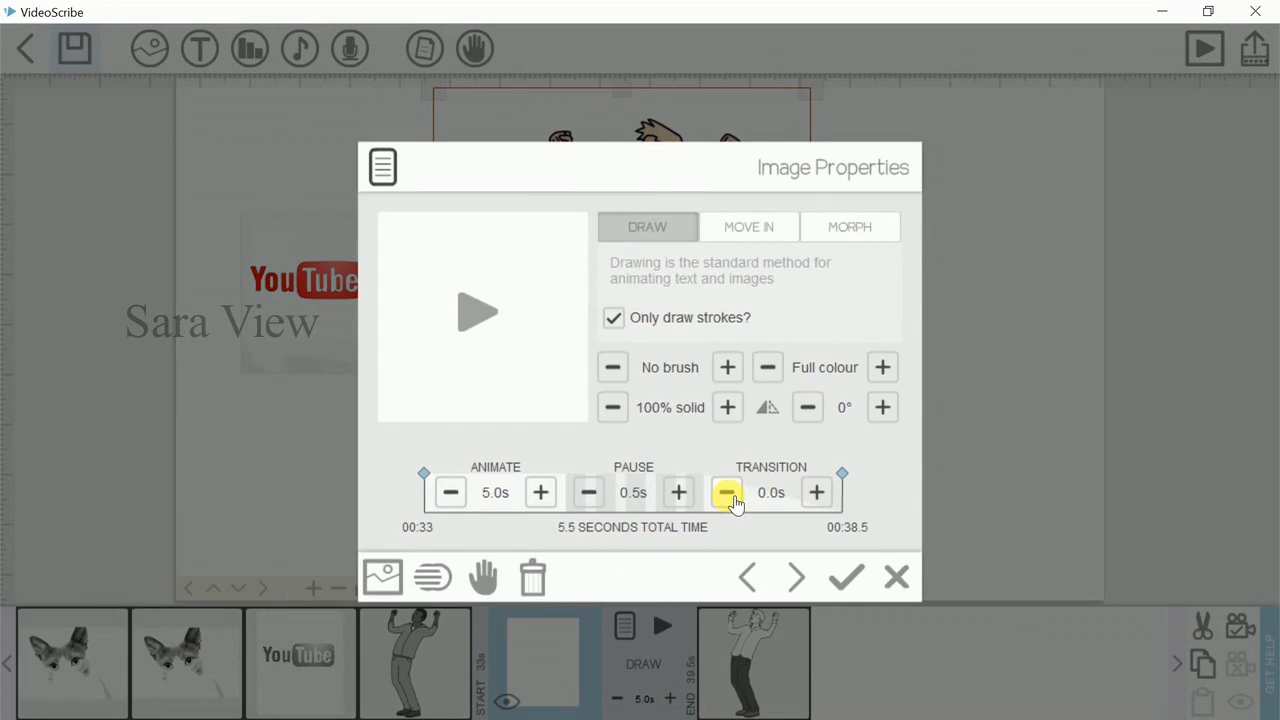 VideoScribe
Image Properties
DRAW MOVE IN MORPH
Drawing is the standard method for
animating text and images
Only draw strokes?
No brush Full colour
100% solid 0°
YouTube
Sara View
ANIMATE PAUSE TRANSITION
5.0s 0.5s 0.0s
00:33 5.5 SECONDS TOTAL TIME 00:38.5
YouTube
START 33s
DRAW
5.0s
END 39.5s
GET HELP